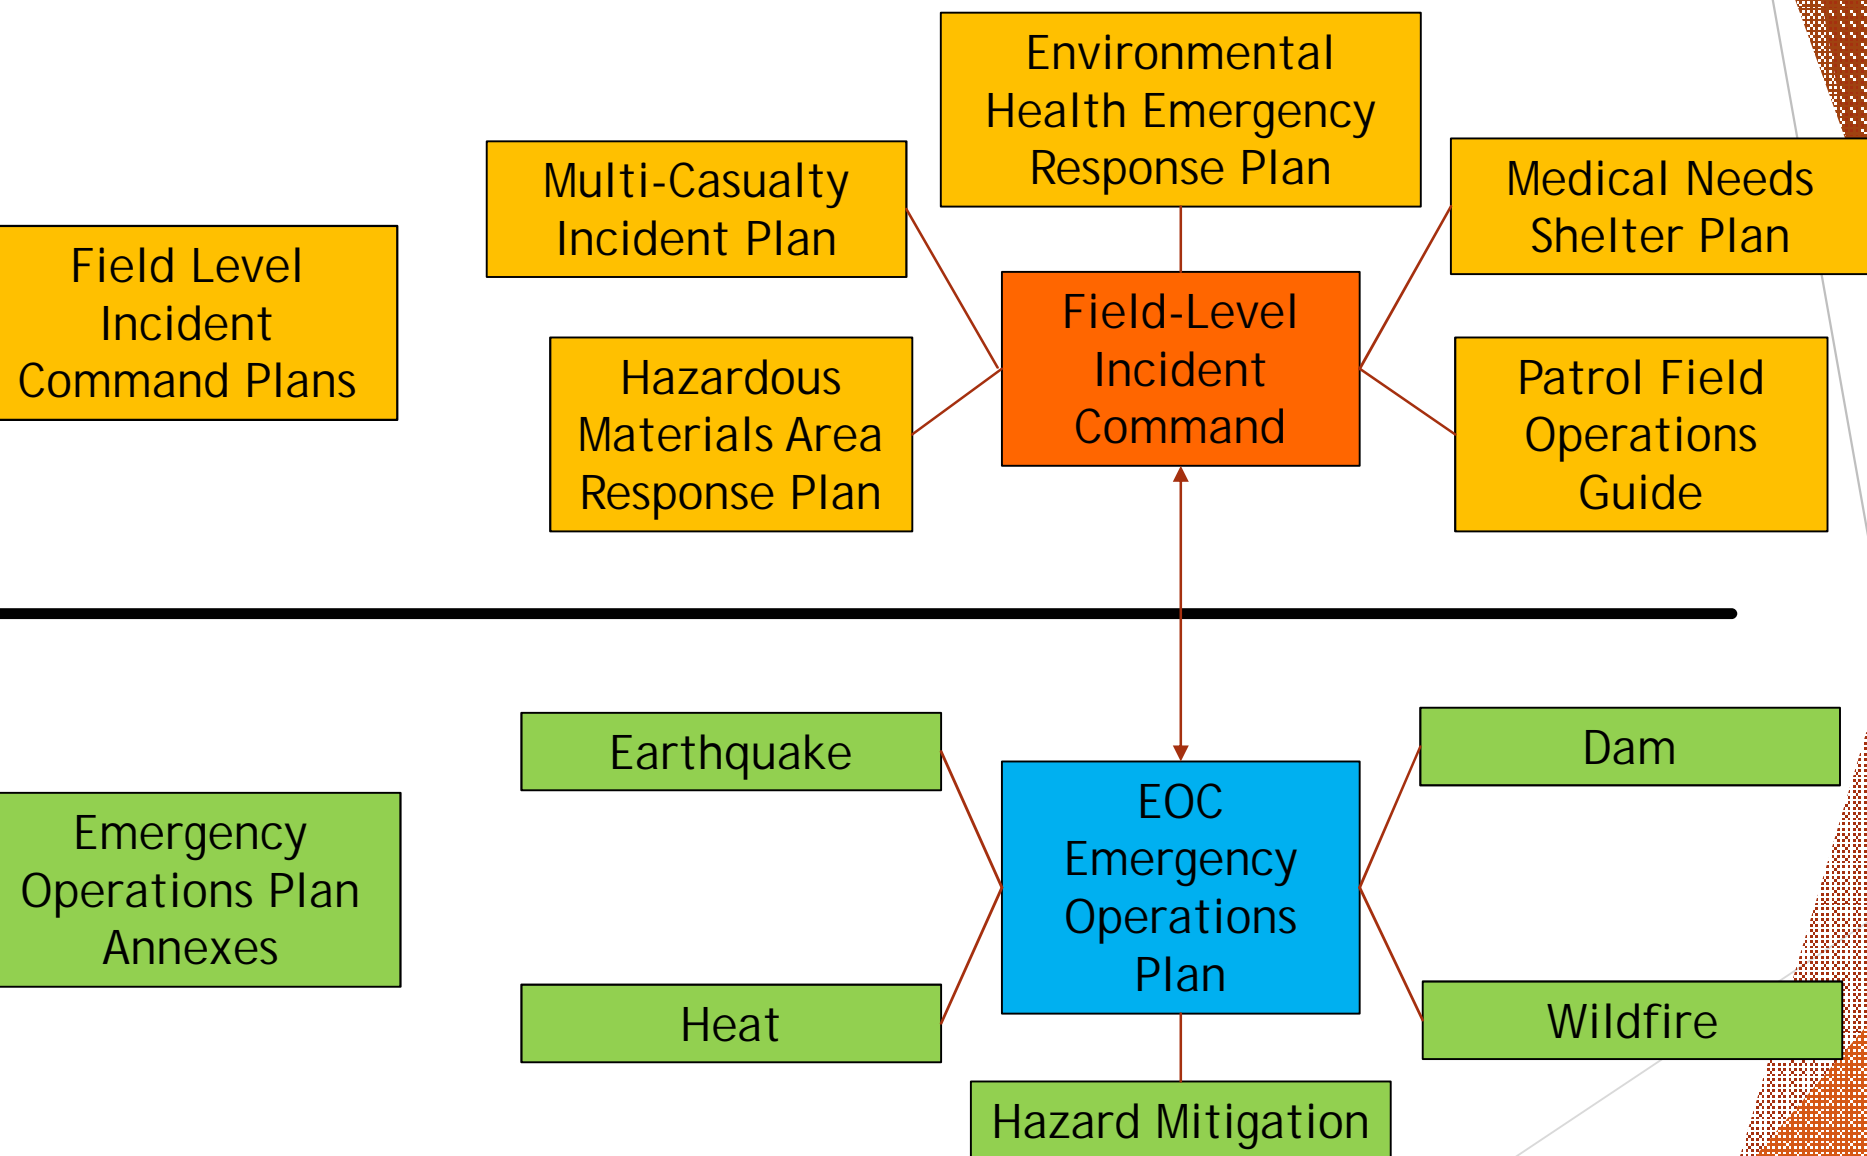 Environmental
Health Emergency
Response Plan
Multi-Casualty
Incident Plan
Medical Needs
Shelter Plan
Field Level
Incident
Command Plans
Field-Level
Incident
Command
Hazardous
Materials Area
Response Plan
Patrol Field
Operations
Guide
Earthquake
Dam
Emergency
Operations Plan
Annexes
EOC
Emergency
Operations
Plan
Heat
Wildfire
Hazard Mitigation